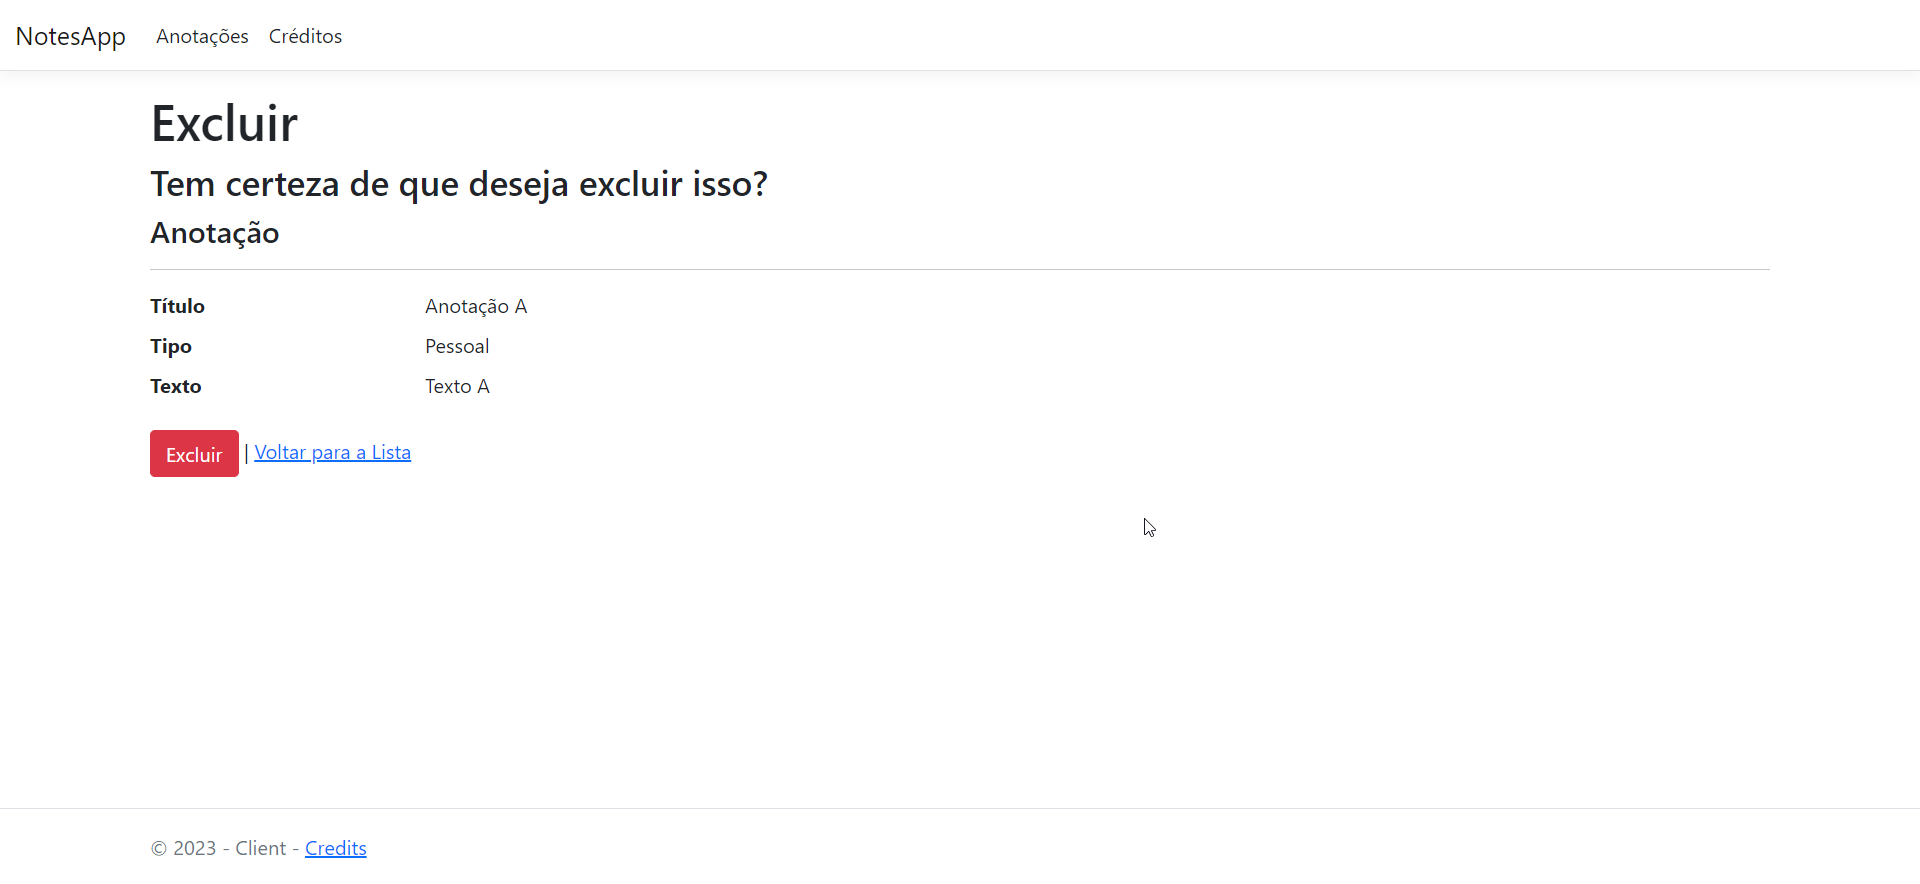 NotesApp Anotações Créditos
Excluir
Tem certeza de que deseja excluir isso?
Anotação
Título Anotação A
Tipo Pessoal
Texto Texto A
Excluir | Voltar para a Lista
© 2023 - Client - Credits